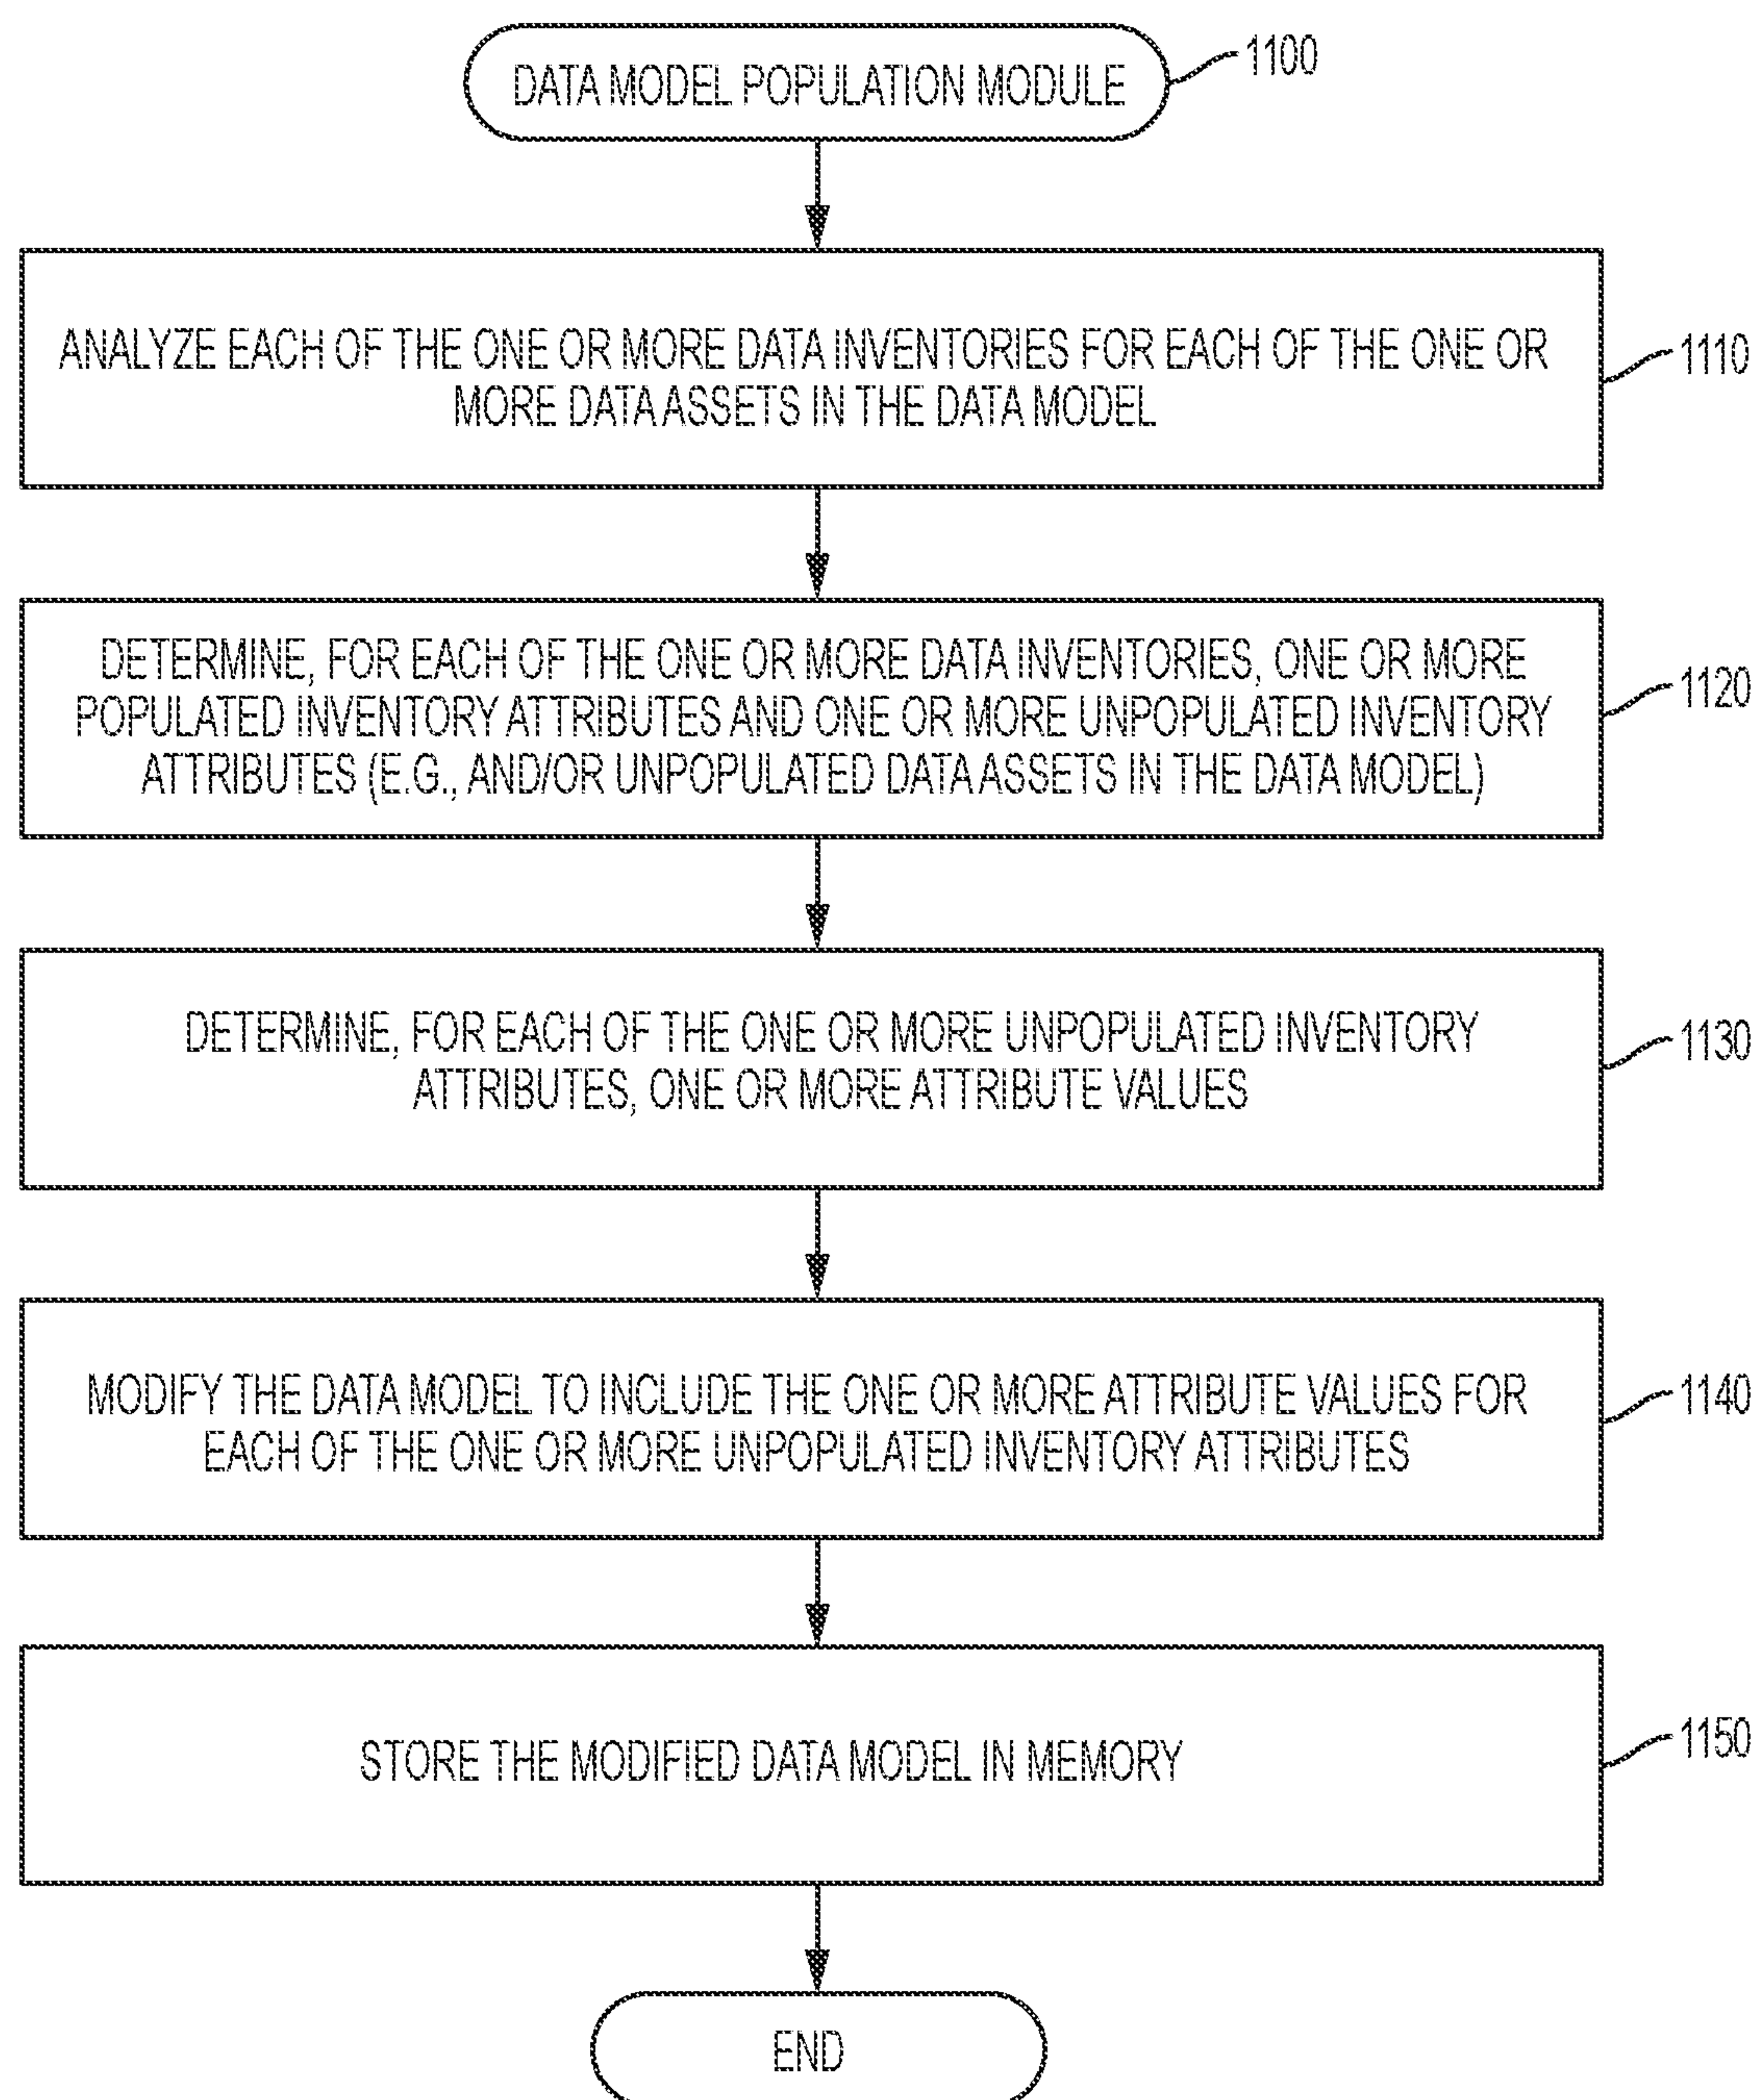 DATA MODEL POPULATION MODULE
1100
ANALYZE EACH OF THE ONE OR MORE DATA INVENTORIES FOR EACH OF THE ONE OR
MORE DATA ASSETS IN THE DATA MODEL
1110
DETERMINE, FOR EACH OF THE ONE OR MORE DATA INVENTORIES, ONE OR MORE
POPULATED INVENTORY ATTRIBUTES AND ONE OR MORE UNPOPULATED INVENTORY
ATTRIBUTES (E.G., AND/OR UNPOPULATED DATA ASSETS IN THE DATA MODEL)
1120
DETERMINE, FOR EACH OF THE ONE OR MORE UNPOPULATED INVENTORY
ATTRIBUTES, ONE OR MORE ATTRIBUTE VALUES
1130
MODIFY THE DATA MODEL TO INCLUDE THE ONE OR MORE ATTRIBUTE VALUES FOR
EACH OF THE ONE OR MORE UNPOPULATED INVENTORY ATTRIBUTES
1140
STORE THE MODIFIED DATA MODEL IN MEMORY
1150
END